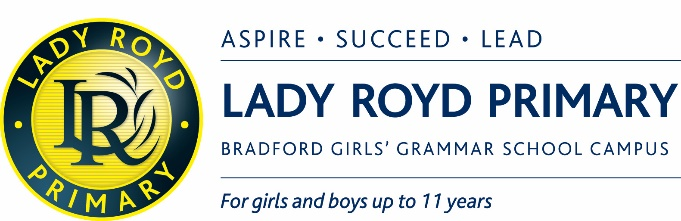 LADY ROYD
LR
PRIMARY
ASPIRE • SUCCEED • LEAD
LADY ROYD PRIMARY
BRADFORD GIRLS' GRAMMAR SCHOOL CAMPUS
For girls and boys up to 11 years